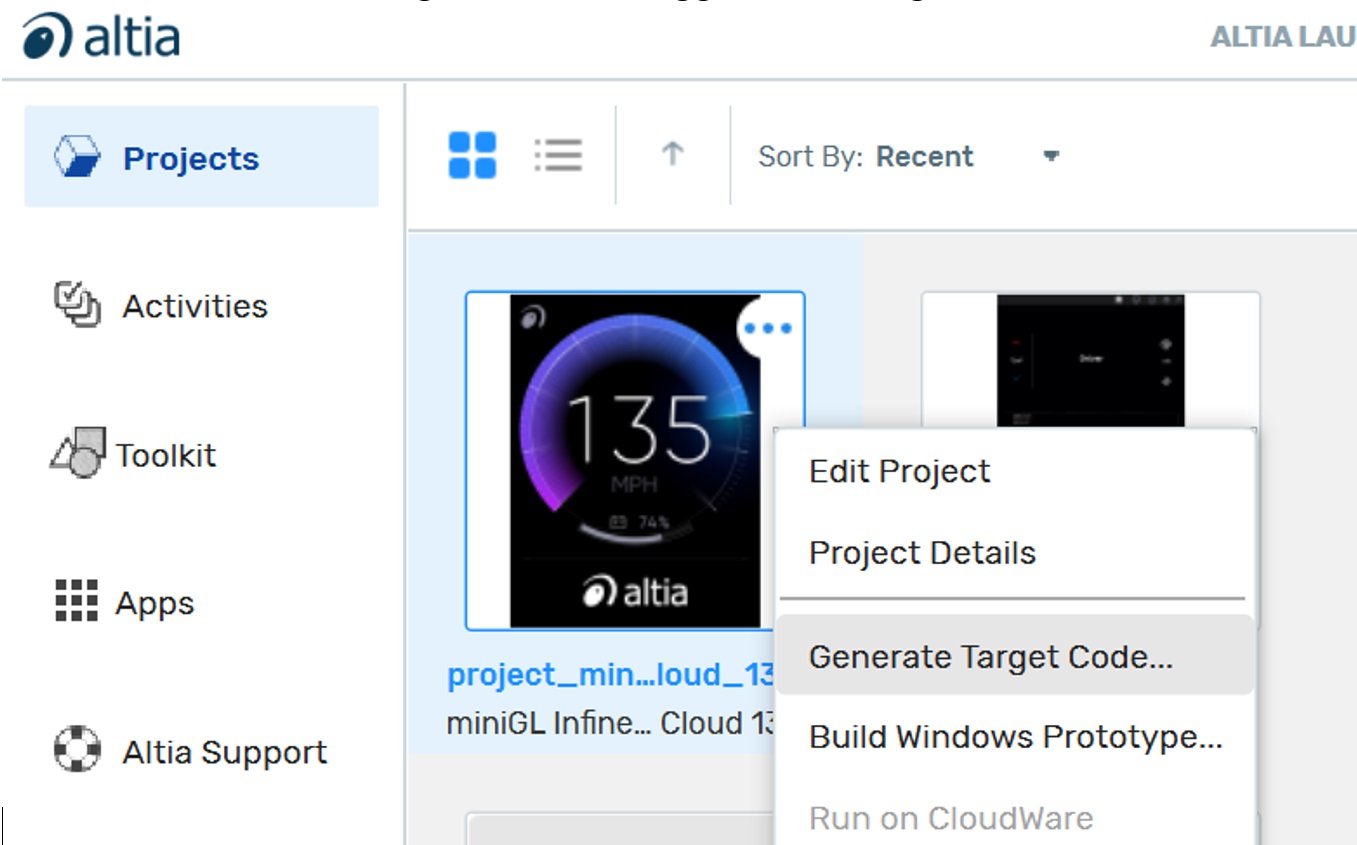 altia
ALTIA LAU
Projects
Sort By: Recent
Activities
135
MPH
74%
altia
Toolkit
Edit Project
Project Details
Apps
Generate Target Code...
project_min...loud_13
miniGL Infine... Cloud 13
Build Windows Prototype...
Altia Support
Run on CloudWare